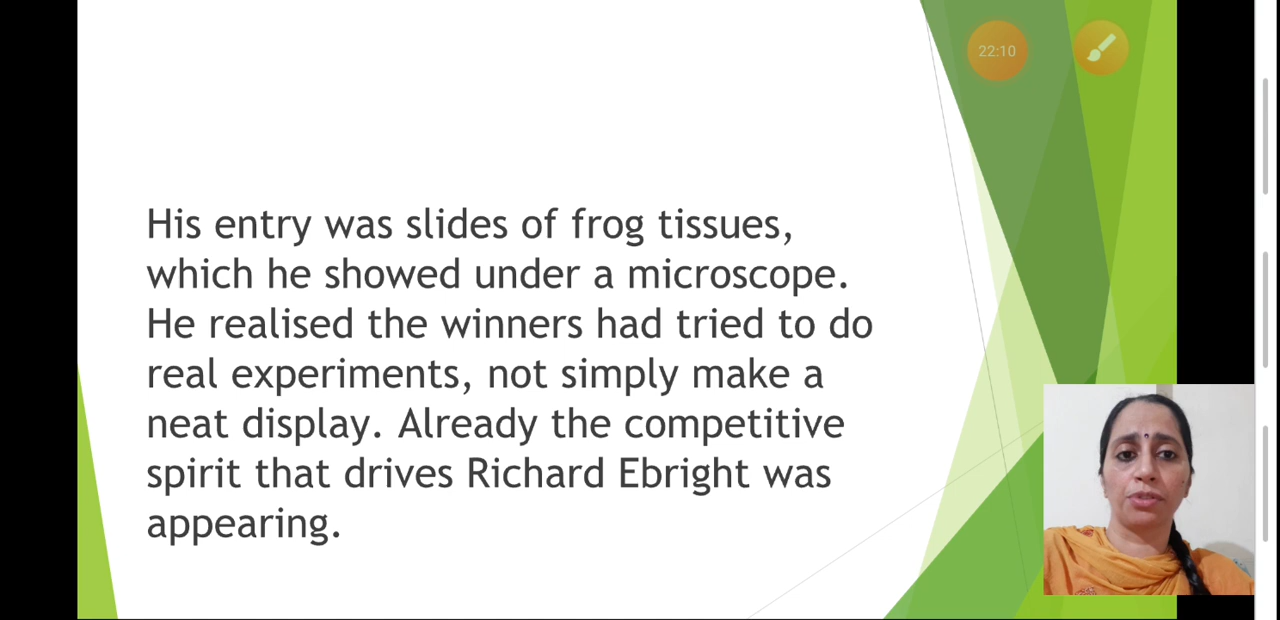 22:10
His entry was slides of frog tissues,
which he showed under a microscope.
He realised the winners had tried to do
real experiments, not simply make a
neat display. Already the competitive
spirit that drives Richard Ebright was
appearing.